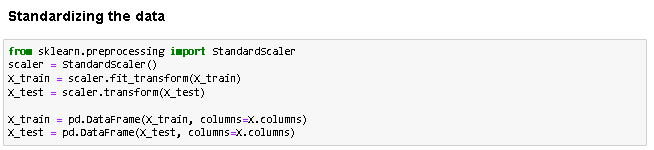 Standardizing the data
from sklearn.preprocessing import StandardScaler
scaler = StandardScaler()
X_train = scaler.fit_transform(X_train)
X_test = scaler.transform(X_test)
X_train = pd.DataFrame(X_train, columns=X.columns)
X_test = pd.DataFrame(X_test, columns=X.columns)